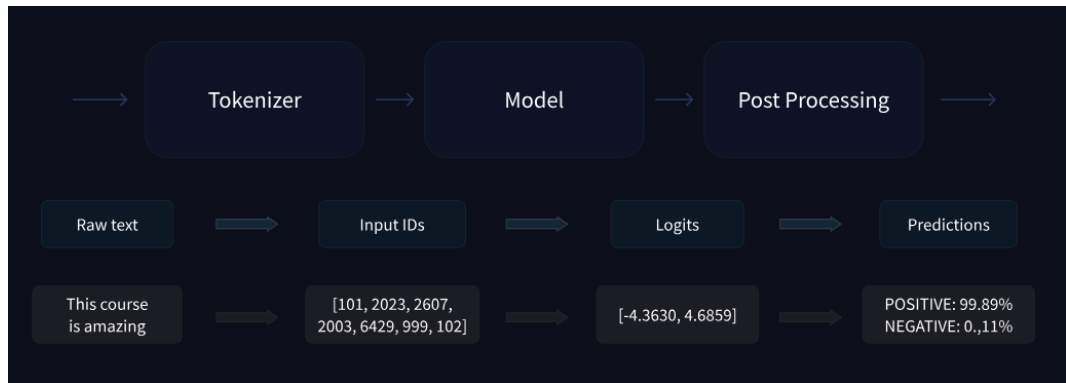 Tokenizer
Model
Post Processing
Raw text
Input IDs
Logits
Predictions
This course
is amazing
[101, 2023, 2607,
2003, 6429, 999, 102]
[-4.3630, 4.6859]
POSITIVE: 99.89%
NEGATIVE: 0.,11%